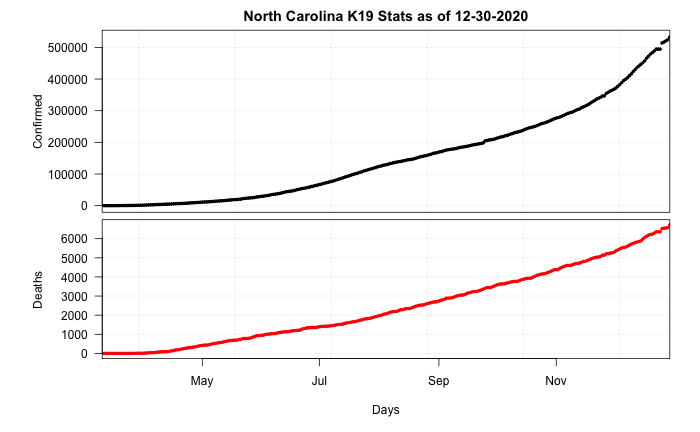 North Carolina K19 Stats as of 12-30-2020
500000
400000
300000
200000
100000
0
Confirmed
6000
5000
4000
3000
2000
1000
0
Deaths
May Jul Sep Nov
Days